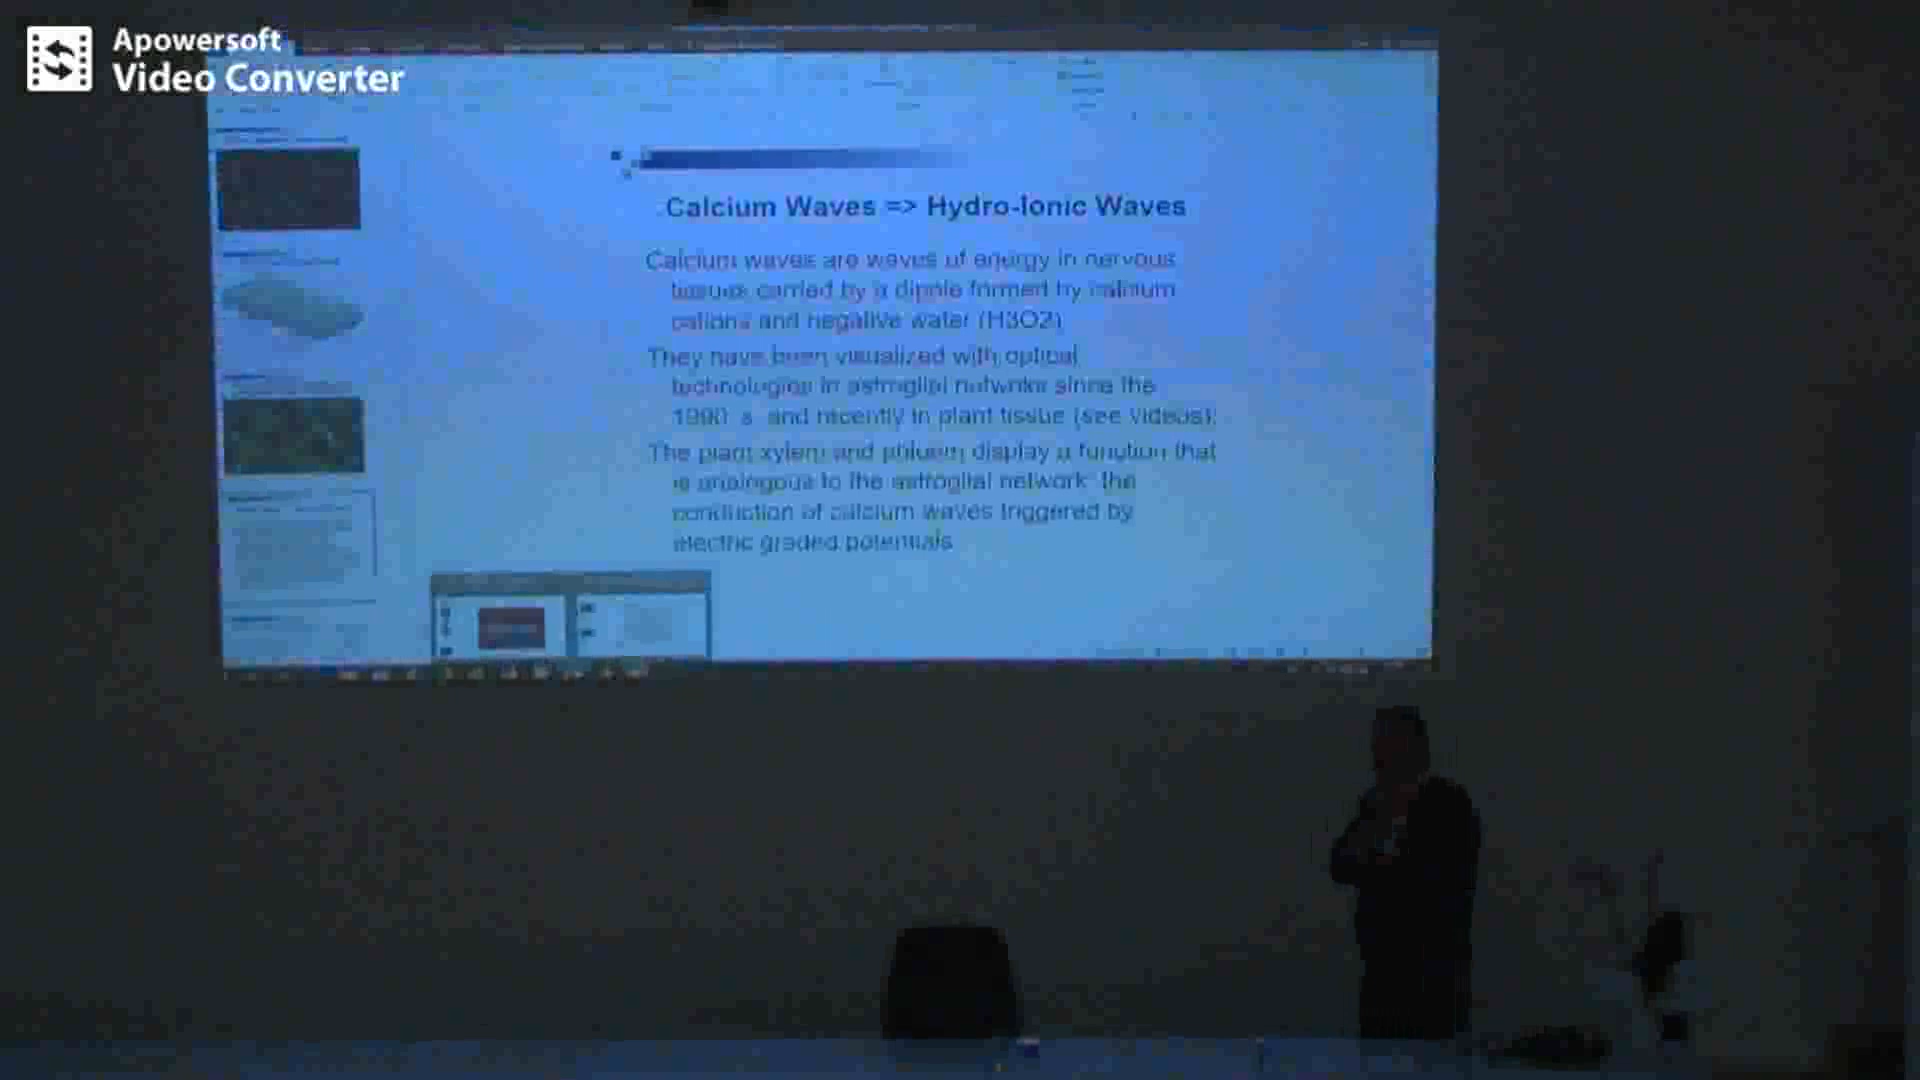 Apowersoft
Video Converter
Calcium Waves => Hydro-Ionic Waves
Calcium waves are waves of energy in nervous
tissues carried by a dipole formed by calcium
cations and negative water (H3O2)
They have been visualized with optical
technologies in astroglial networks since the
1990 s and recently in plant tissue (see videos).
The plant xylem and phloem display a function that
is analogous to the astroglial network: the
conduction of calcium waves triggered by
electric graded potentials